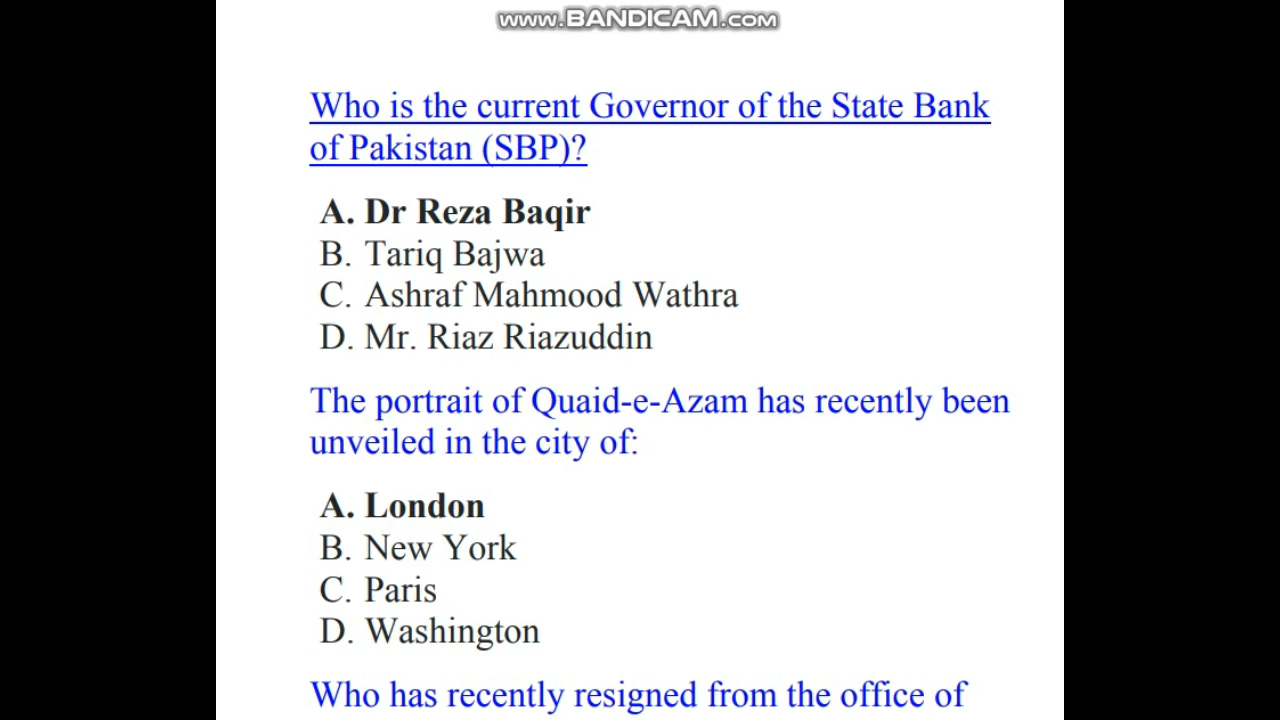 www.BANDICAM.com
Who is the current Governor of the State Bank
of Pakistan (SBP)?
A. Dr Reza Baqir
B. Tariq Bajwa
C. Ashraf Mahmood Wathra
D. Mr. Riaz Riazuddin
The portrait of Quaid-e-Azam has recently been
unveiled in the city of:
A. London
B. New York
C. Paris
D. Washington
Who has recently resigned from the office of